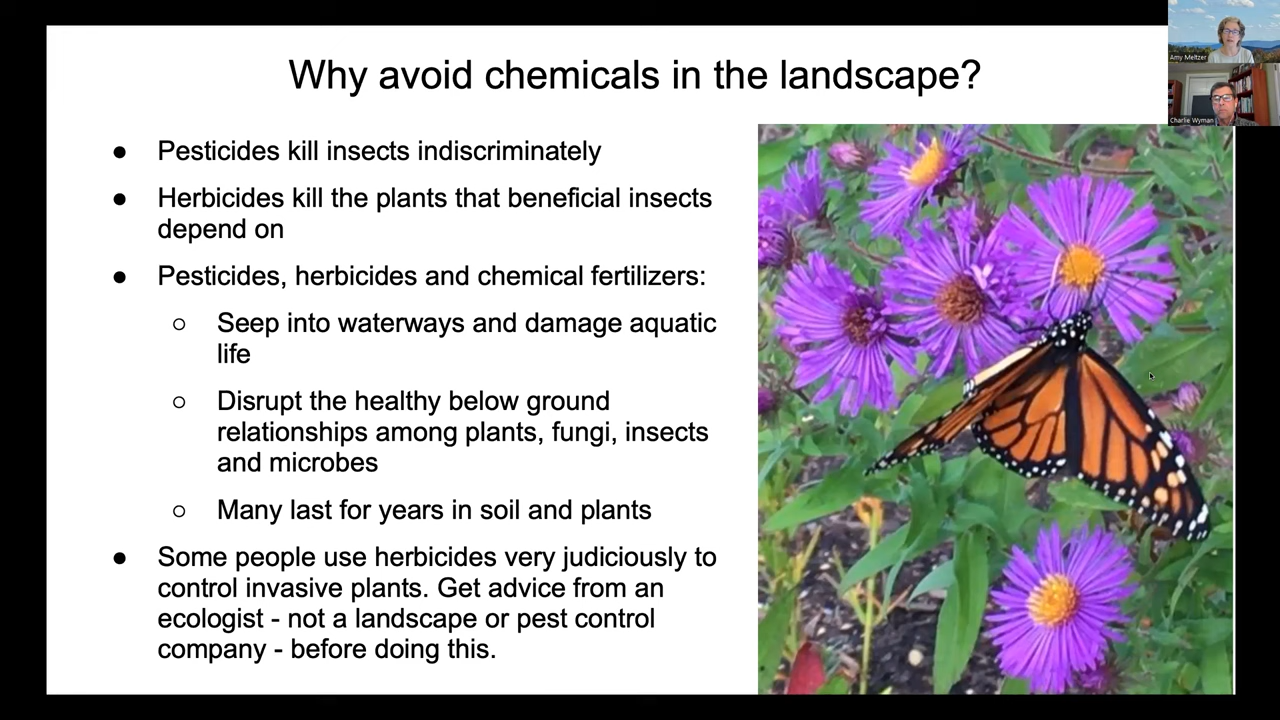 Why avoid chemicals in the landscape?
Amy Meltzer
Charlie Wyman
● Pesticides kill insects indiscriminately
● Herbicides kill the plants that beneficial insects
depend on
● Pesticides, herbicides and chemical fertilizers:
○ Seep into waterways and damage aquatic
life
○ Disrupt the healthy below ground
relationships among plants, fungi, insects
and microbes
○ Many last for years in soil and plants
● Some people use herbicides very judiciously to
control invasive plants. Get advice from an
ecologist - not a landscape or pest control
company - before doing this.